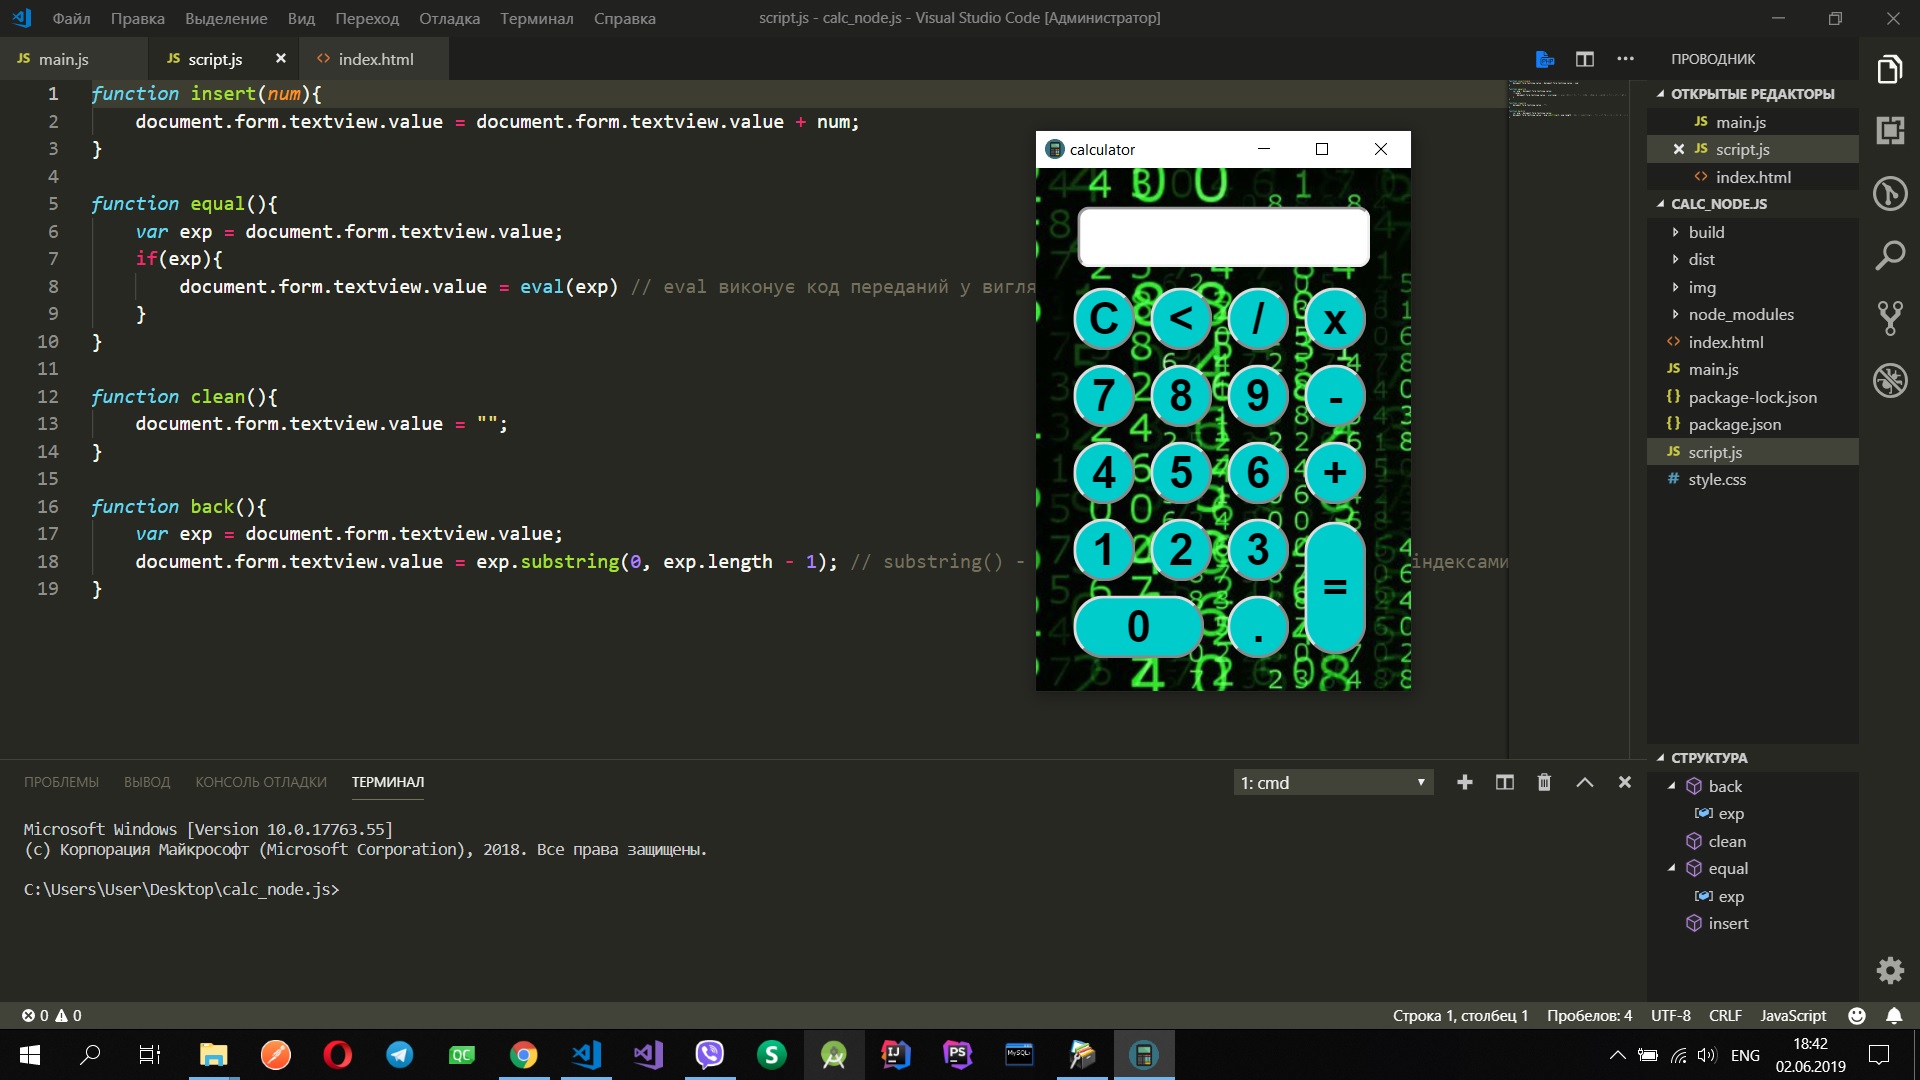 Файл Правка Выделение Вид Переход Отладка Терминал Справка script.js - calc_node.js - Visual Studio Code [Администратор]
JS main.js JS script.js <> index.html
1 function insert(num){
2 document.form.textview.value = document.form.textview.value + num;
3 }
4
5 function equal(){
6 var exp = document.form.textview.value;
7 if(exp){
8 document.form.textview.value = eval(exp) // eval виконує код переданий у вигля
9 }
10 }
11
12 function clean(){
13 document.form.textview.value = "";
14 }
15
16 function back(){
17 var exp = document.form.textview.value;
18 document.form.textview.value = exp.substring(0, exp.length - 1); // substring() - індексами
19 }
calculator
C < / x
7 8 9 -
4 5 6 +
1 2 3
=
0 .
ПРОВОДНИК
ОТКРЫТЫЕ РЕДАКТОРЫ
JS main.js
JS script.js
<> index.html
CALC_NODE.JS
build
dist
img
node_modules
<> index.html
JS main.js
{} package-lock.json
{} package.json
JS script.js
# style.css
СТРУКТУРА
back
exp
clean
equal
exp
insert
ПРОБЛЕМЫ ВЫВОД КОНСОЛЬ ОТЛАДКИ ТЕРМИНАЛ 1: cmd
Microsoft Windows [Version 10.0.17763.55]
(c) Корпорация Майкрософт (Microsoft Corporation), 2018. Все права защищены.
C:\Users\User\Desktop\calc_node.js>
0 0 Строка 1, столбец 1 Пробелов: 4 UTF-8 CRLF JavaScript
QC S IJ PS MySQL
ENG
18:42
02.06.2019